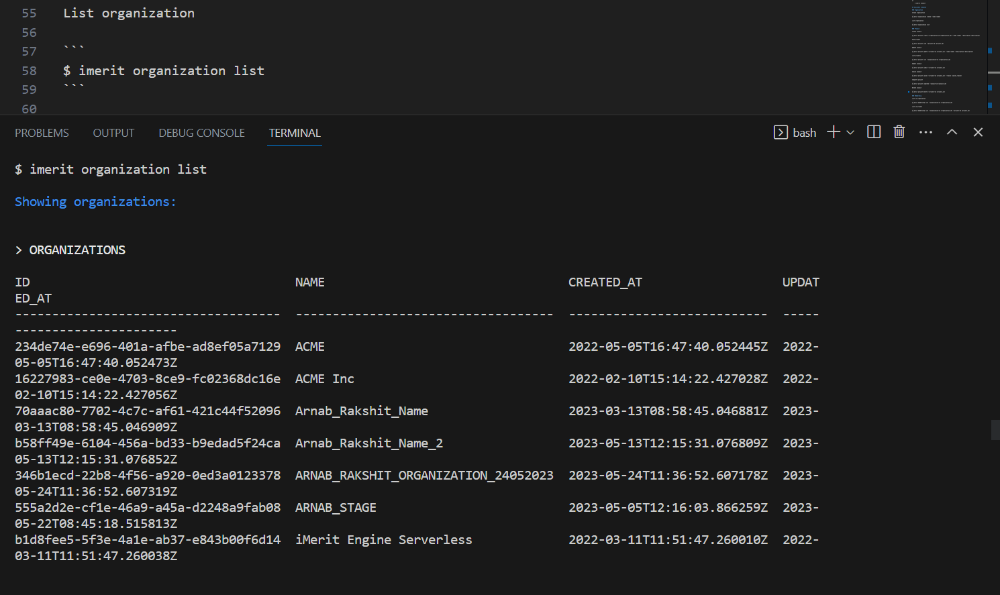 55 List organization
56
57 ```
58 $ imerit organization list
59 ```
60
PROBLEMS OUTPUT DEBUG CONSOLE TERMINAL bash
$ imerit organization list
Showing organizations:
> ORGANIZATIONS
ID NAME CREATED_AT UPDAT
ED_AT
------------------------------------ ----------------------------------- --------------------------- -----
----------------------
234de74e-e696-401a-afbe-ad8ef05a7129 ACME 2022-05-05T16:47:40.052445Z 2022-
05-05T16:47:40.052473Z
16227983-ce0e-4703-8ce9-fc02368dc16e ACME Inc 2022-02-10T15:14:22.427028Z 2022-
02-10T15:14:22.427056Z
70aaac80-7702-4c7c-af61-421c44f52096 Arnab_Rakshit_Name 2023-03-13T08:58:45.046881Z 2023-
03-13T08:58:45.046909Z
b58ff49e-6104-456a-bd33-b9edad5f24ca Arnab_Rakshit_Name_2 2023-05-13T12:15:31.076809Z 2023-
05-13T12:15:31.076852Z
346b1ecd-22b8-4f56-a920-0ed3a0123378 ARNAB_RAKSHIT_ORGANIZATION_24052023 2023-05-24T11:36:52.607178Z 2023-
05-24T11:36:52.607319Z
555a2d2e-cf1e-46a9-a45a-d2248a9fab08 ARNAB_STAGE 2023-05-05T12:16:03.866259Z 2023-
05-22T08:45:18.515813Z
b1d8fee5-5f3e-4a1e-ab37-e843b00f6d14 iMerit Engine Serverless 2022-03-11T11:51:47.260010Z 2022-
03-11T11:51:47.260038Z